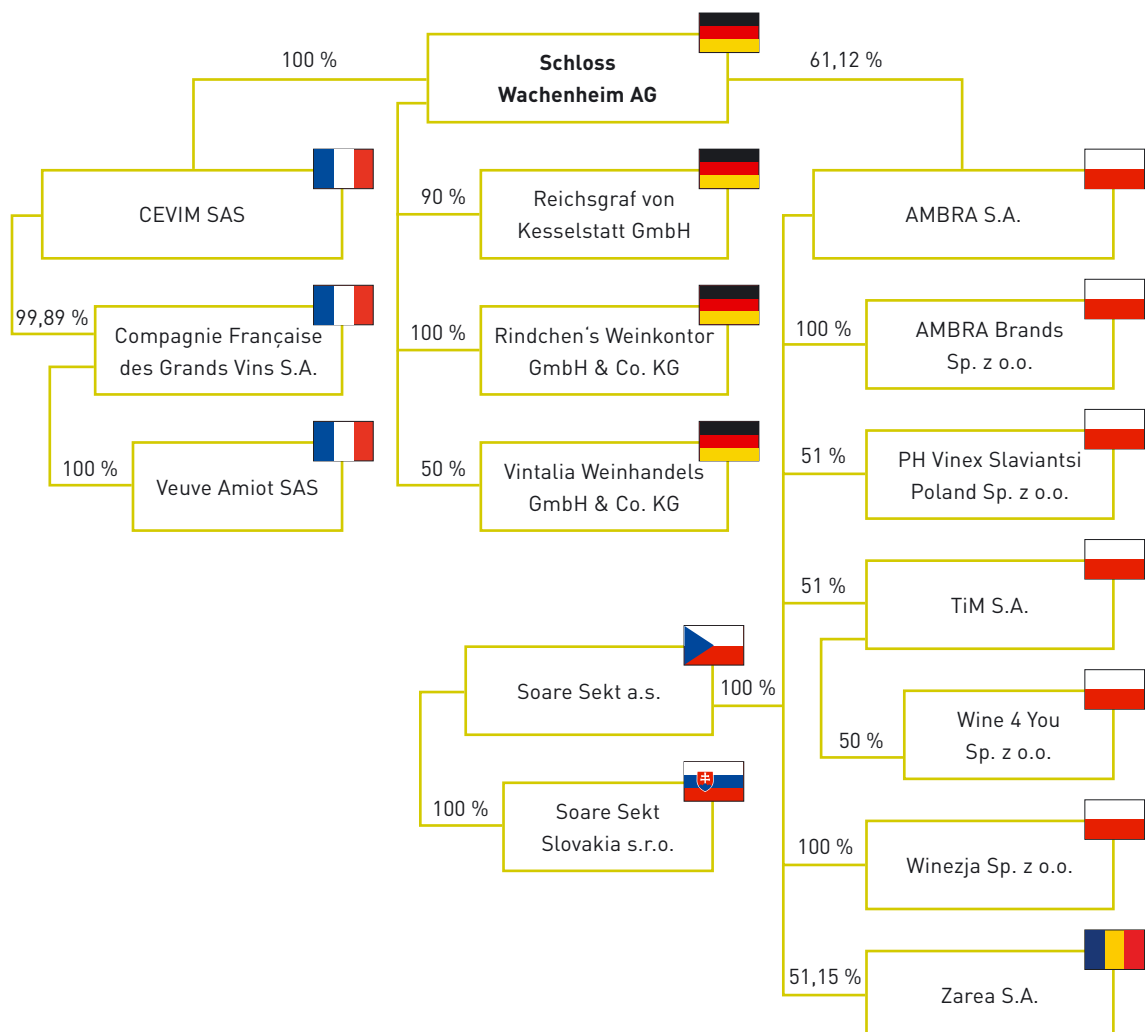 100 %
Schloss
Wachenheim AG
61,12 %
CEVIM SAS
90 %
Reichsgraf von
Kesselstatt GmbH
AMBRA S.A.
99,89 %
Compagnie Française
des Grands Vins S.A.
100 %
Rindchen‘s Weinkontor
GmbH & Co. KG
100 %
AMBRA Brands
Sp. z o.o.
100 %
Veuve Amiot SAS
50 %
Vintalia Weinhandels
GmbH & Co. KG
51 %
PH Vinex Slaviantsi
Poland Sp. z o.o.
51 %
TiM S.A.
Soare Sekt a.s.
100 %
50 %
Wine 4 You
Sp. z o.o.
100 %
Soare Sekt
Slovakia s.r.o.
100 %
Winezja Sp. z o.o.
51,15 %
Zarea S.A.